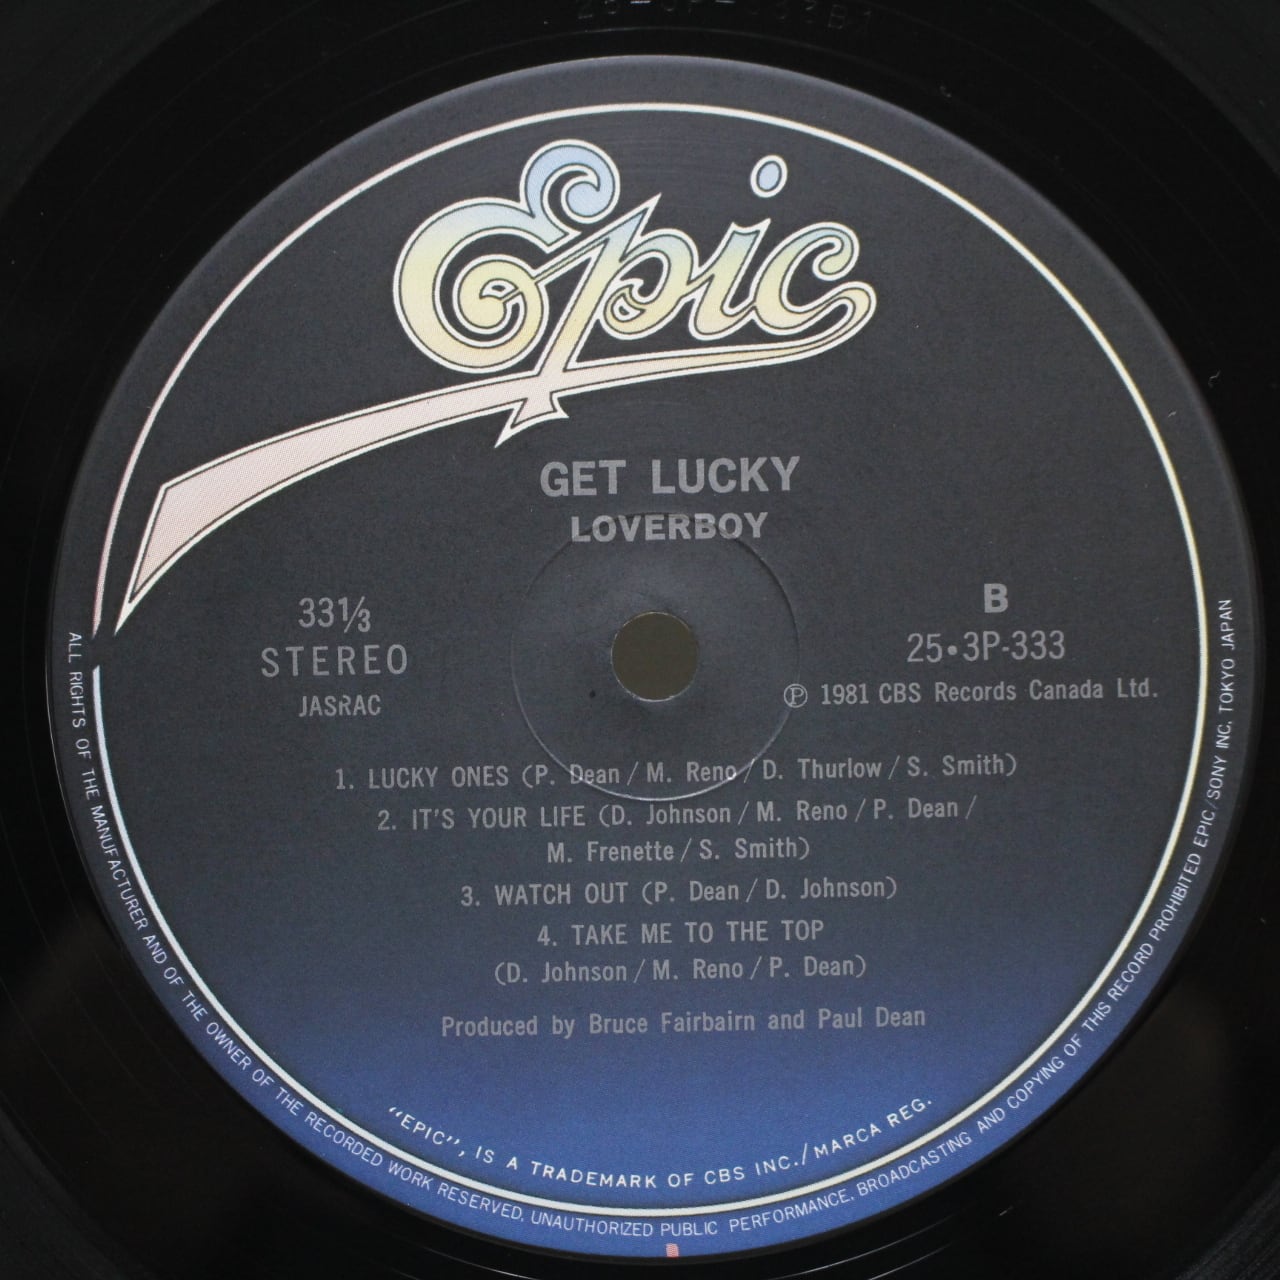 Epic
GET LUCKY
LOVERBOY
33⅓
STEREO
JASRAC
B
25•3P-333
Ⓟ 1981 CBS Records Canada Ltd.
1. LUCKY ONES (P. Dean / M. Reno / D. Thurlow / S. Smith)
2. IT'S YOUR LIFE (D. Johnson / M. Reno / P. Dean /
M. Frenette / S. Smith)
3. WATCH OUT (P. Dean / D. Johnson)
4. TAKE ME TO THE TOP
(D. Johnson / M. Reno / P. Dean)
Produced by Bruce Fairbairn and Paul Dean
"EPIC", IS A TRADEMARK OF CBS INC./MARCA REG.
ALL RIGHTS OF THE MANUFACTURER AND OF THE OWNER OF THE RECORDED WORK RESERVED, UNAUTHORIZED PUBLIC PERFORMANCE, BROADCASTING AND COPYING OF THIS RECORD PROHIBITED EPIC/SONY INC, TOKYO JAPAN